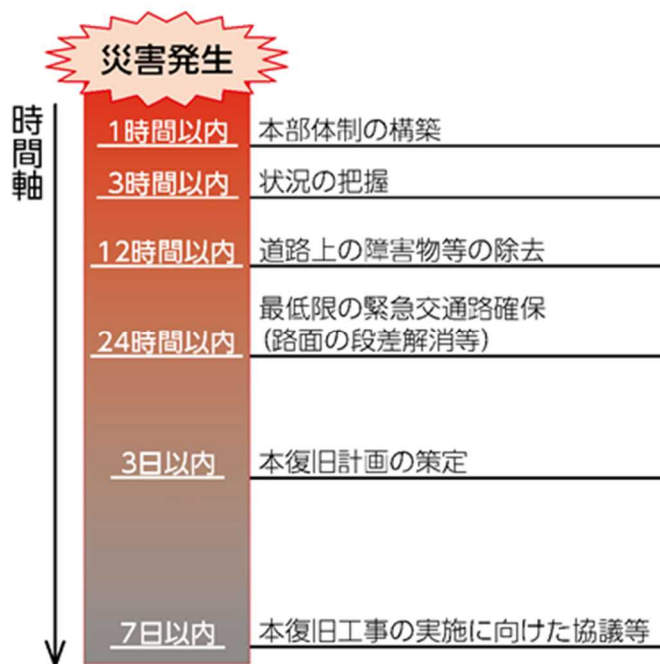 災害発生
時間軸
1時間以内 本部体制の構築
3時間以内 状況の把握
12時間以内 道路上の障害物等の除去
最低限の緊急交通路確保
24時間以内 (路面の段差解消等)
3日以内 本復旧計画の策定
7日以内 本復旧工事の実施に向けた協議等